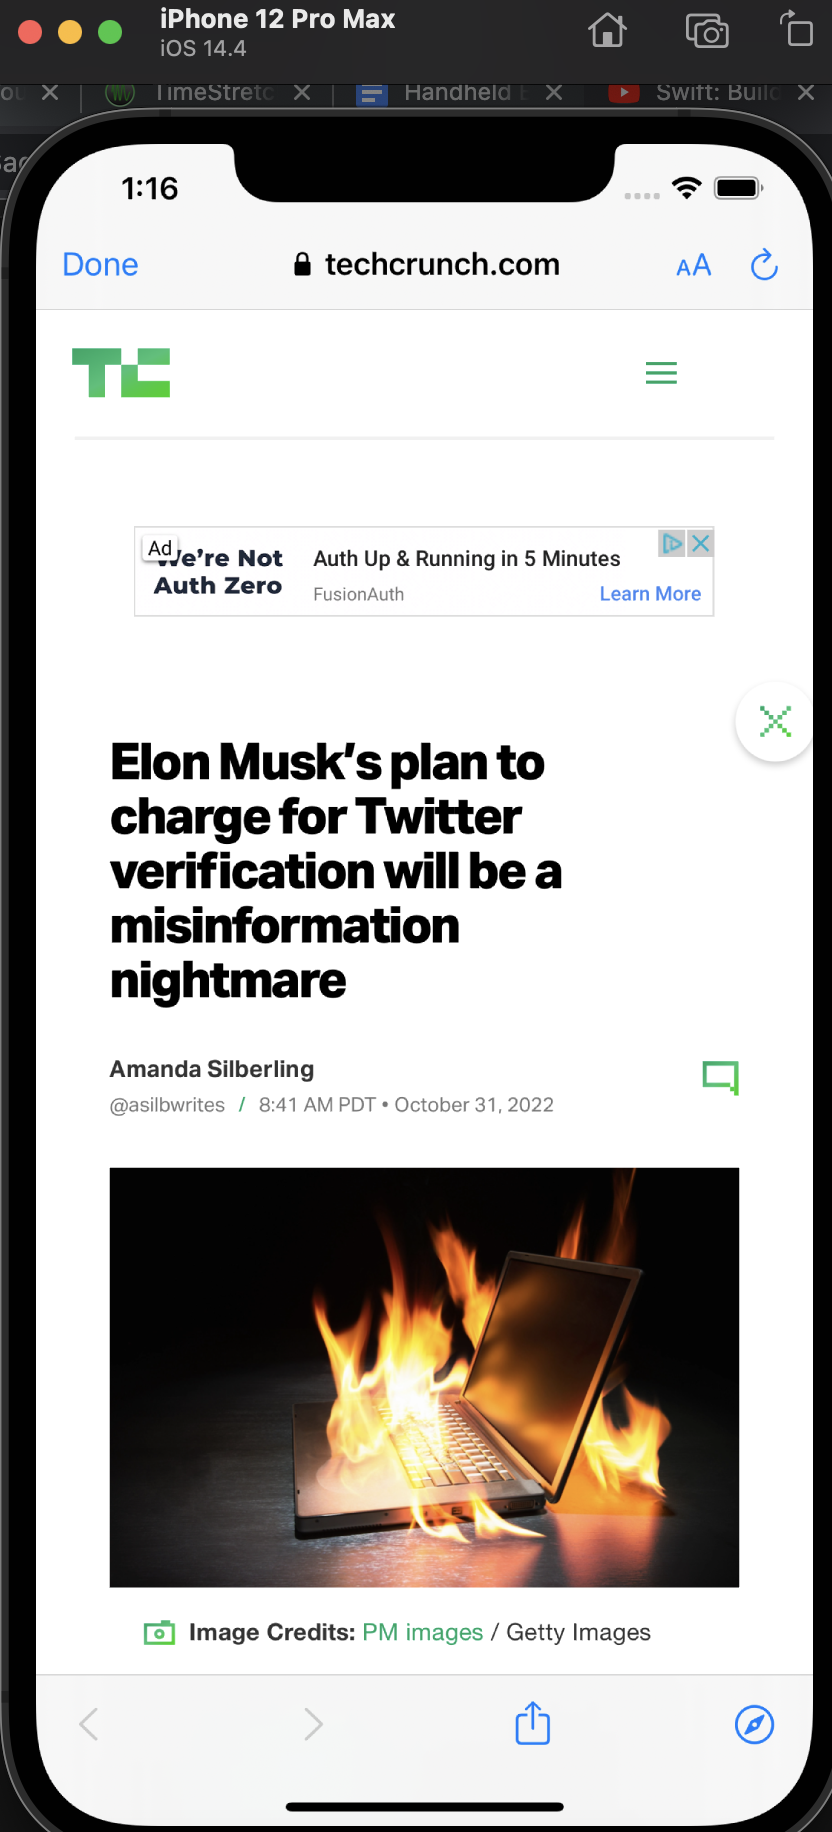 iPhone 12 Pro Max
iOS 14.4
TimeStretc
Handheld
Swift: Build
1:16
Done
techcrunch.com
AA
TC
Ad
We're Not
Auth Zero
Auth Up & Running in 5 Minutes
FusionAuth
Learn More
Elon Musk's plan to
charge for Twitter
verification will be a
misinformation
nightmare
Amanda Silberling
@asilbwrites / 8:41 AM PDT • October 31, 2022
Image Credits: PM images / Getty Images